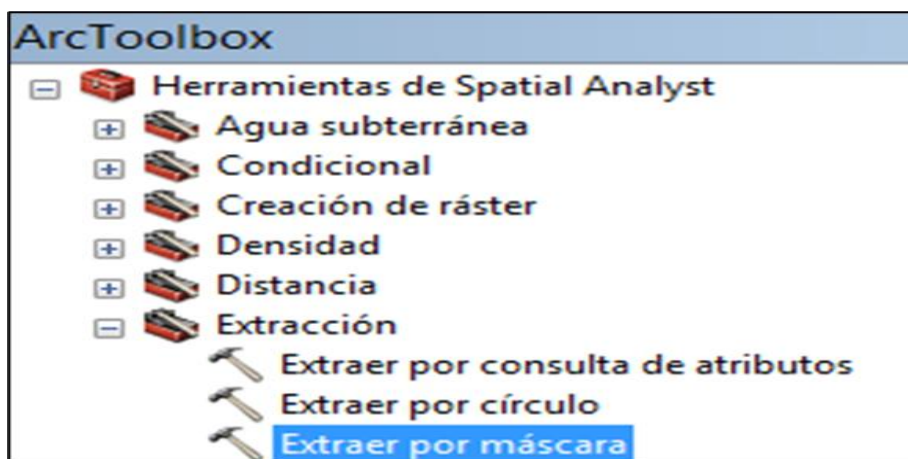 ArcToolbox
Herramientas de Spatial Analyst
Agua subterránea
Condicional
Creación de ráster
Densidad
Distancia
Extracción
Extraer por consulta de atributos
Extraer por círculo
Extraer por máscara